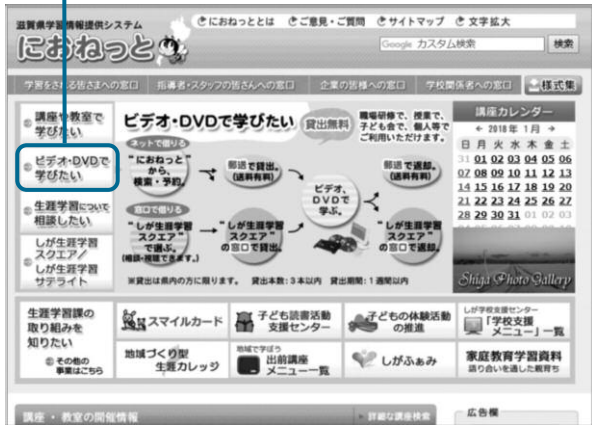 滋賀県学習情報提供システム
におねっと
におねっととは ご意見・ご質問 サイトマップ 文字拡大
Google カスタム検索 検索
学習をされる皆さまへの窓口 指導者・スタッフの皆さんへの窓口 企業の皆様への窓口 学校関係者への窓口 様式集
講座や教室で
学びたい
ビデオ・DVDで
学びたい
生涯学習について
相談したい
しが生涯学習
スクエア/
しが生涯学習
サテライト
ビデオ・DVDで学びたい 貸出無料
職場研修で、授業で、
子ども会で、個人等で
ご利用いただけます。
ネットで借りる
"におねっと"
から、
検索・予約。
郵送で貸出。
(送料有料)
ビデオ、
DVDで
学ぶ。
郵送で返却。
(送料有料)
窓口で借りる
"しが生涯学習
スクエア"
で選ぶ。
(相談・視聴できます。)
"しが生涯学習
スクエア"
の窓口で貸出。
"しが生涯学習
スクエア"
の窓口で返却。
※貸出は県内の方に限ります。 貸出本数:3本以内 貸出期間:1週間以内
講座カレンダー
← 2018年 1月 →
日 月 火 水 木 金 土
31 01 02 03 04 05 06
07 08 09 10 11 12 13
14 15 16 17 18 19 20
21 22 23 24 25 26 27
28 29 30 31 01 02 03
Shiga Photo Gallery
生涯学習課の
取り組みを
知りたい
その他の
事業はこちら
スマイルカード
子ども読書活動
支援センター
子どもの体験活動
の推進
しが学校支援センター
「学校支援
メニュー」一覧
地域づくり型
生涯カレッジ
地域で学ぼう
出前講座
メニュー一覧
しがふぁみ
家庭教育学習資料
語り合いを通した親育ち
講座・教室の開催情報 詳細な講座検索
広告欄